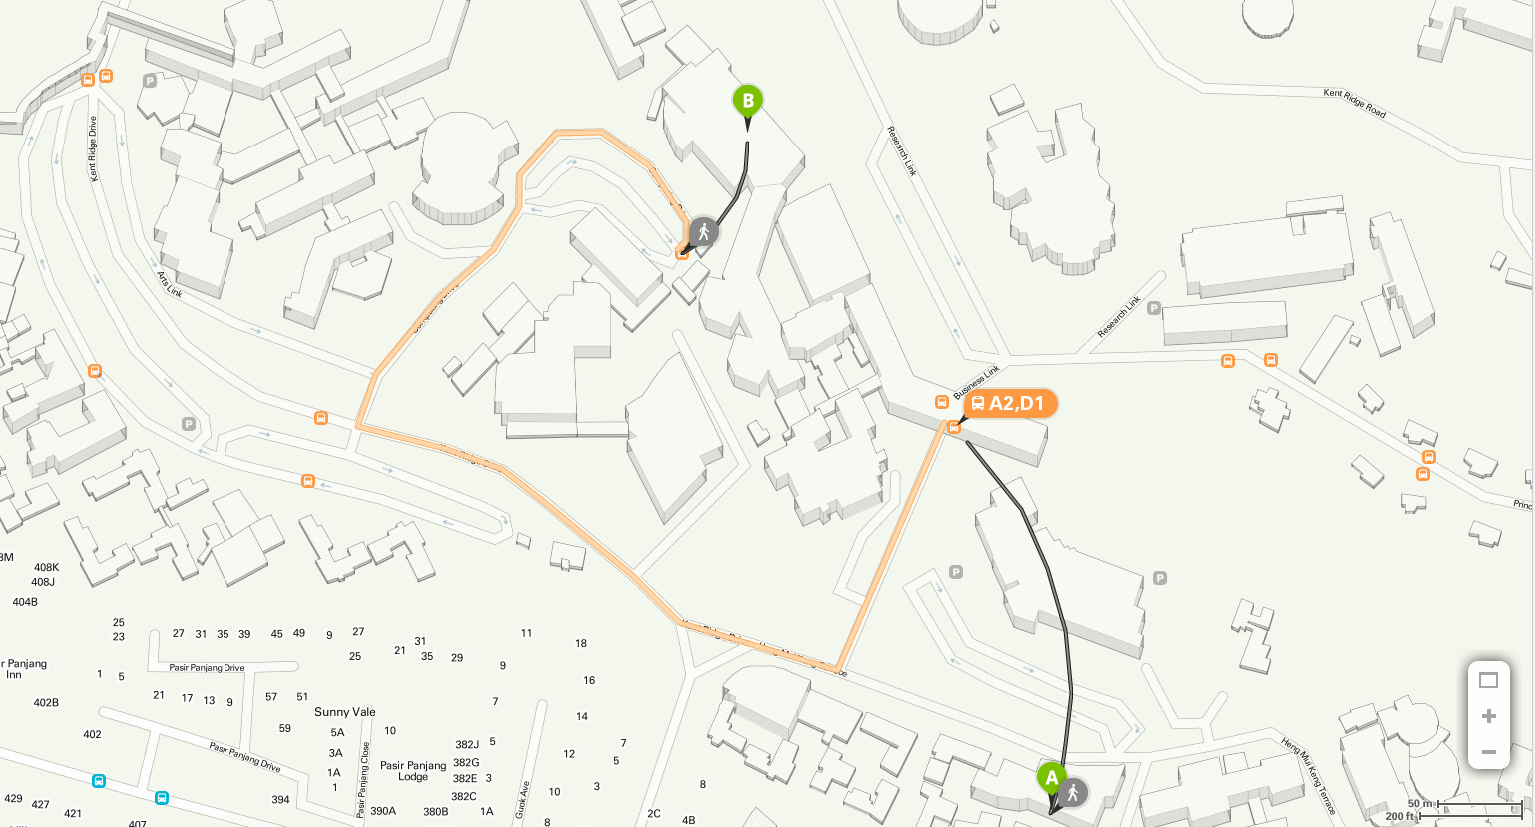 B
Kent Ridge Road
Kent Ridge Drive
Research Link
Arts Link
Research Link
Business Link
A2,D1
P
P
P
P
P
Princ
8M
408K
408J
404B
25
23
27
31
35
39
45
49
9
27
25
21
31
35
29
11
9
18
16
r Panjang
Inn
1
5
Pasir Panjang Drive
21
17
13
9
57
51
59
402B
402
Sunny Vale
5A
3A
1A
1
10
7
14
12
10
8
7
5
3
Pasir Panjang Drive
Pasir Panjang Close
Pasir Panjang
Lodge
382J
382G
382E
382C
5
3
1A
390A
380B
394
Guok Ave
429
427
421
407
2C
4B
8
A
Heng Mui Keng Terrace
50 m
200 ft